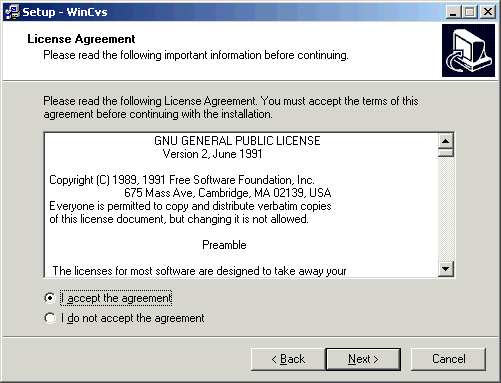 Setup - WinCvs
License Agreement
Please read the following important information before continuing.
Please read the following License Agreement. You must accept the terms of this
agreement before continuing with the installation.
GNU GENERAL PUBLIC LICENSE
Version 2, June 1991
Copyright (C) 1989, 1991 Free Software Foundation, Inc.
675 Mass Ave, Cambridge, MA 02139, USA
Everyone is permitted to copy and distribute verbatim copies
of this license document, but changing it is not allowed.
Preamble
The licenses for most software are designed to take away your
I accept the agreement
I do not accept the agreement
< Back Next > Cancel